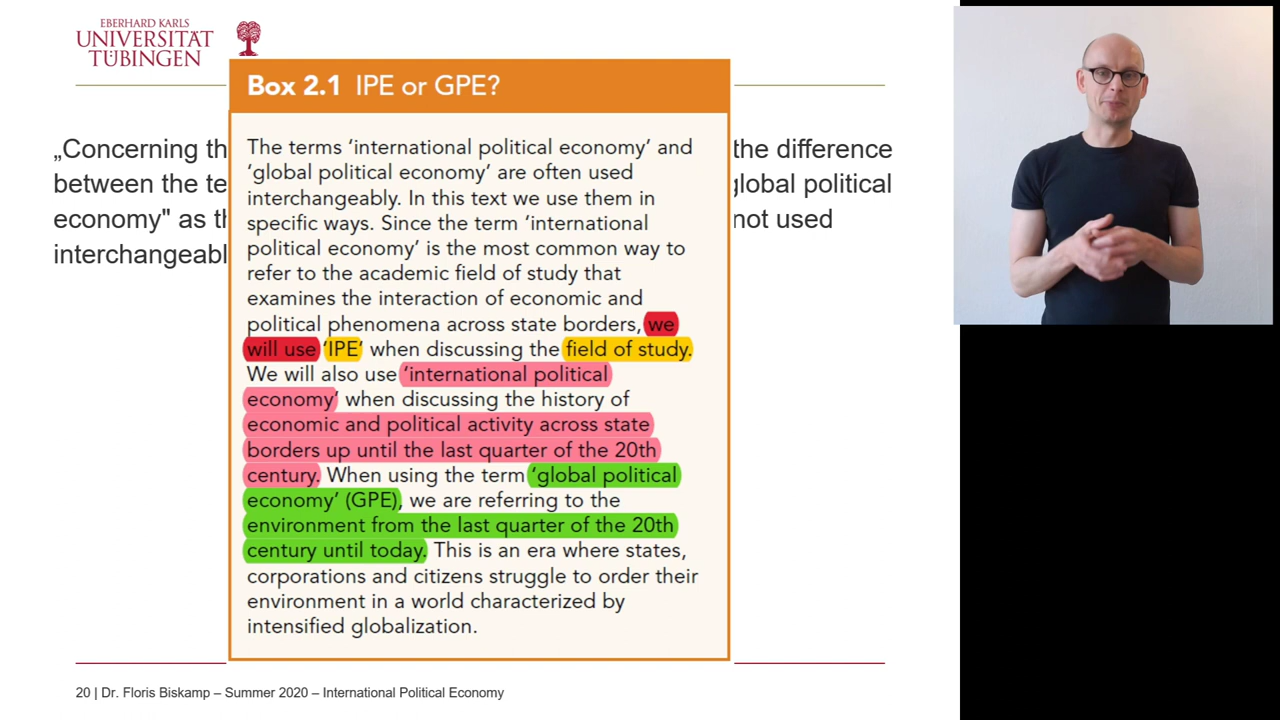 EBERHARD KARLS
UNIVERSITÄT
TÜBINGEN
Box 2.1 IPE or GPE?
„Concerning th
the difference
between the te
global political
economy" as th
not used
interchangeabl
The terms ‘international political economy’ and
‘global political economy’ are often used
interchangeably. In this text we use them in
specific ways. Since the term ‘international
political economy’ is the most common way to
refer to the academic field of study that
examines the interaction of economic and
political phenomena across state borders, we
will use ‘IPE’ when discussing the field of study.
We will also use ‘international political
economy’ when discussing the history of
economic and political activity across state
borders up until the last quarter of the 20th
century. When using the term ‘global political
economy’ (GPE), we are referring to the
environment from the last quarter of the 20th
century until today. This is an era where states,
corporations and citizens struggle to order their
environment in a world characterized by
intensified globalization.
20 | Dr. Floris Biskamp – Summer 2020 – International Political Economy